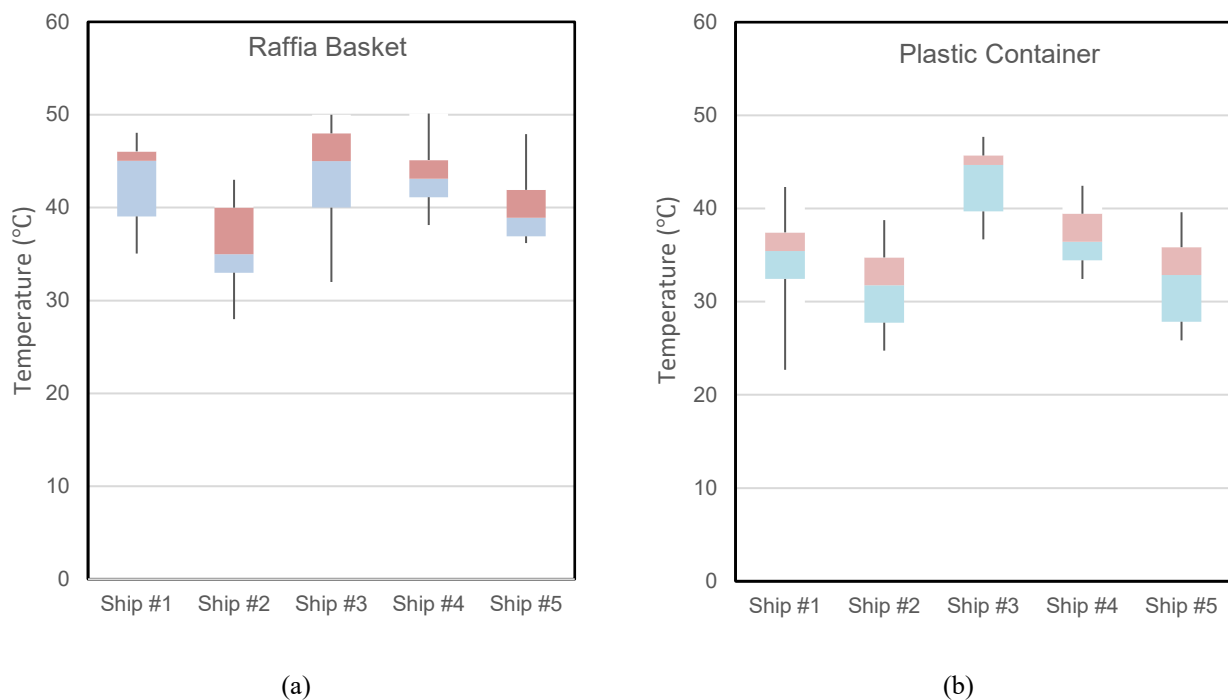 Raffia Basket
Temperature (°C)
60
50
40
30
20
10
0
Ship #1 Ship #2 Ship #3 Ship #4 Ship #5
(a)
Plastic Container
Temperature (°C)
60
50
40
30
20
10
0
Ship #1 Ship #2 Ship #3 Ship #4 Ship #5
(b)